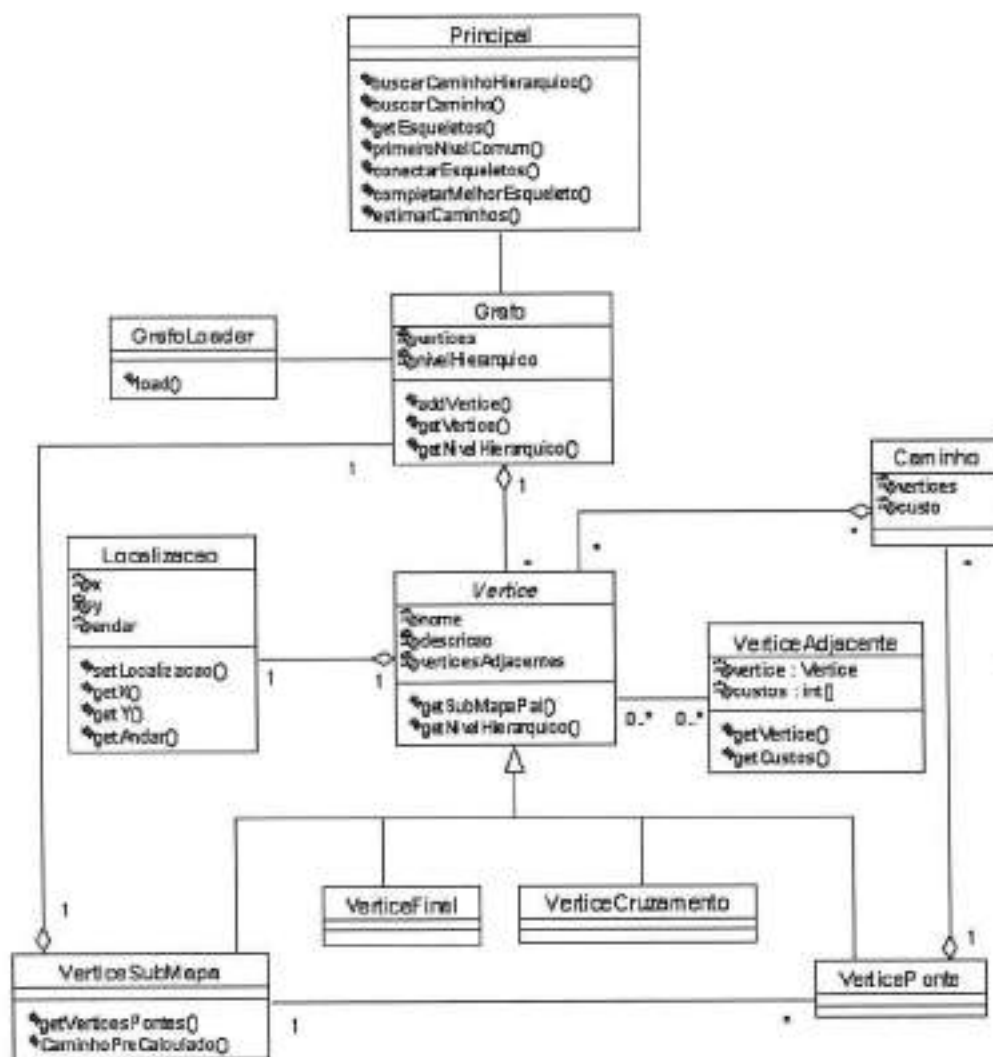 Principal
buscarCaminhoHierarquico()
buscarCaminho()
getEsqueletos()
primeiroNivelComum()
conectarEsqueletos()
completarMelhorEsqueleto()
estimarCaminhos()
Grafo
vertices
nivelHierarquico
addVertice()
getVertice()
getNivelHierarquico()
GrafoLoader
load()
1
1
Caminho
vertices
custo
*
*
*
*
Localizacao
x
y
andar
setLocalizacao()
getX()
getY()
getAndar()
1
1
Vertice
nome
descricao
verticesAdjacentes
getSubMapaPai()
getNivelHierarquico()
0..*
0..*
VerticeAdjacente
vertice : Vertice
custos : int[]
getVertice()
getCustos()
VerticeFinal
VerticeCruzamento
1
1
VerticeSubMapa
getVerticesPontes()
CaminhoPreCalculado()
1
*
VerticePonte